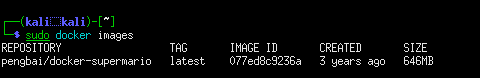 ┌──(kali㉿kali)-[~]
└─$ sudo docker images
REPOSITORY TAG IMAGE ID CREATED SIZE
pengbai/docker-supermario latest 077ed8c9236a 3 years ago 646MB